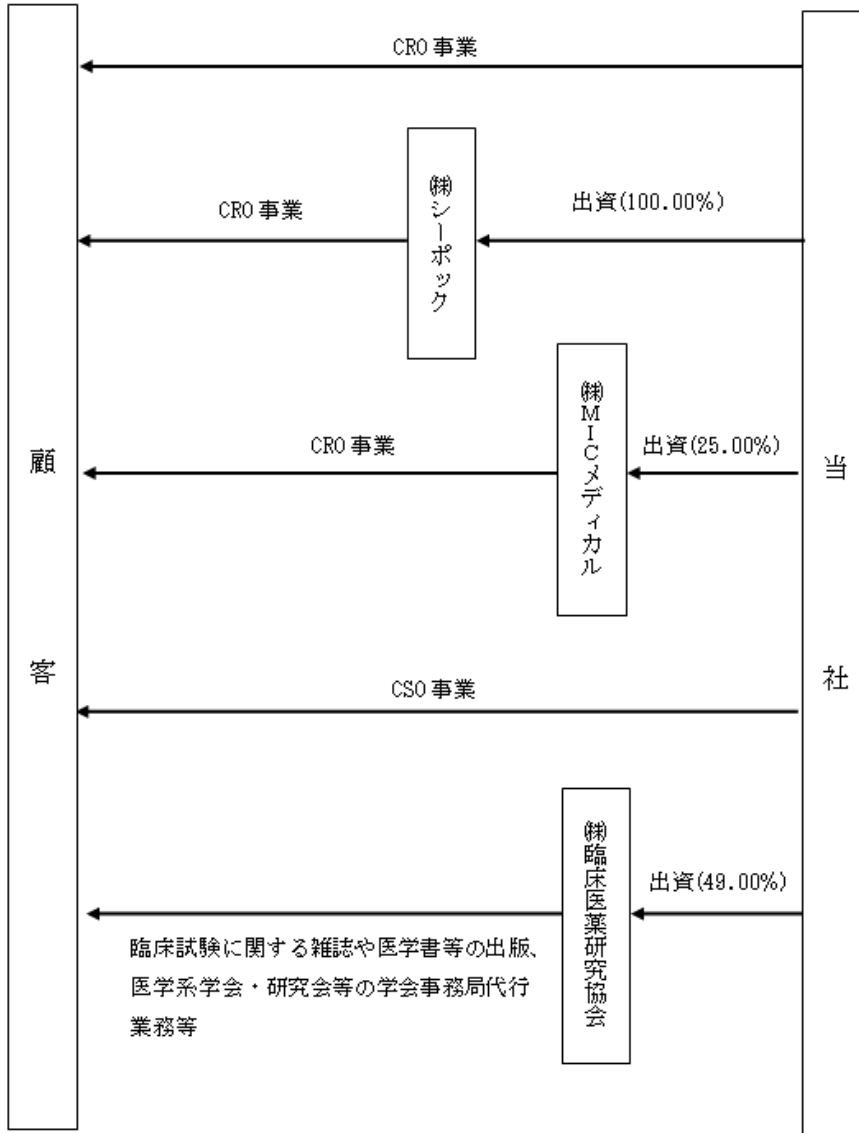 CRO事業
CRO事業
㈱シーポック
出資(100.00%)
CRO事業
㈱MICメディカル
出資(25.00%)
顧客
当社
CSO事業
㈱臨床医薬研究協会
出資(49.00%)
臨床試験に関する雑誌や医学書等の出版、
医学系学会・研究会等の学会事務局代行
業務等